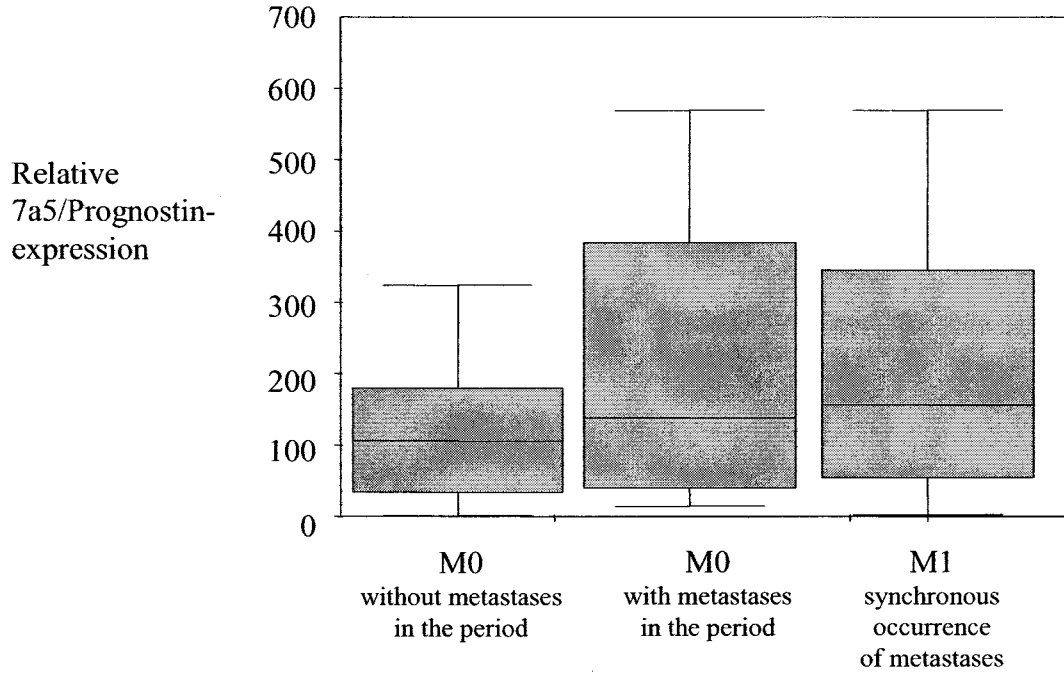 Relative
7a5/Prognostin-
expression
700
600
500
400
300
200
100
0
M0
without metastases
in the period
M0
with metastases
in the period
M1
synchronous
occurrence
of metastases